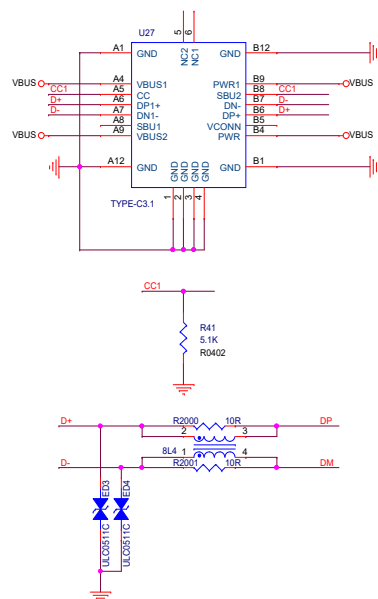 U27
5
6
NC2
NC1
A1
GND
GND
B12
VBUS
A4
VBUS1
PWR1
B9
VBUS
CC1
A5
CC
SBU2
B8
CC1
D+
A6
DP1+
DN-
B7
D-
D-
A7
DN1-
DP+
B6
D+
A8
SBU1
VCONN
B5
VBUS
A9
VBUS2
PWR
B4
VBUS
A12
GND
GND
B1
GND
GND
GND
GND
TYPE-C3.1
1
2
3
4
CC1
R41
5.1K
R0402
D+
R2000
10R
DP
2
3
8L4
1
4
D-
R2001
10R
DM
ED3
ED4
ULC0511C
ULC0511C